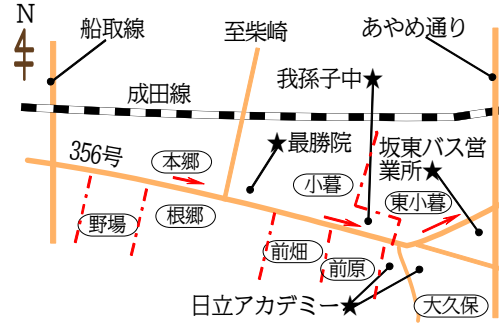 N
船取線
至柴崎
あやめ通り
我孫子中★
成田線
★最勝院
坂東バス営
業所★
356号
本郷
小暮
東小暮
根郷
野場
前畑
前原
日立アカデミー★
大久保